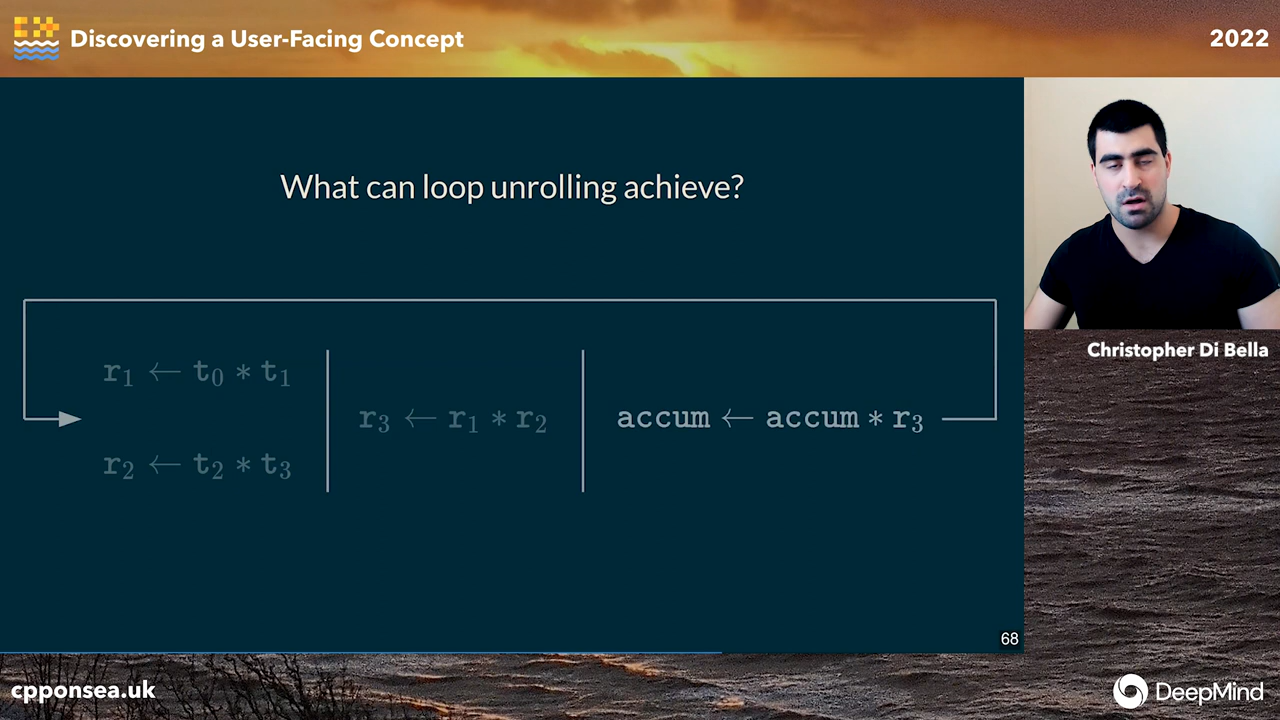 Discovering a User-Facing Concept
2022
What can loop unrolling achieve?
r₁ ← t₀ * t₁
r₂ ← t₂ * t₃
r₃ ← r₁ * r₂
accum ← accum * r₃
68
Christopher Di Bella
cpponsea.uk
DeepMind